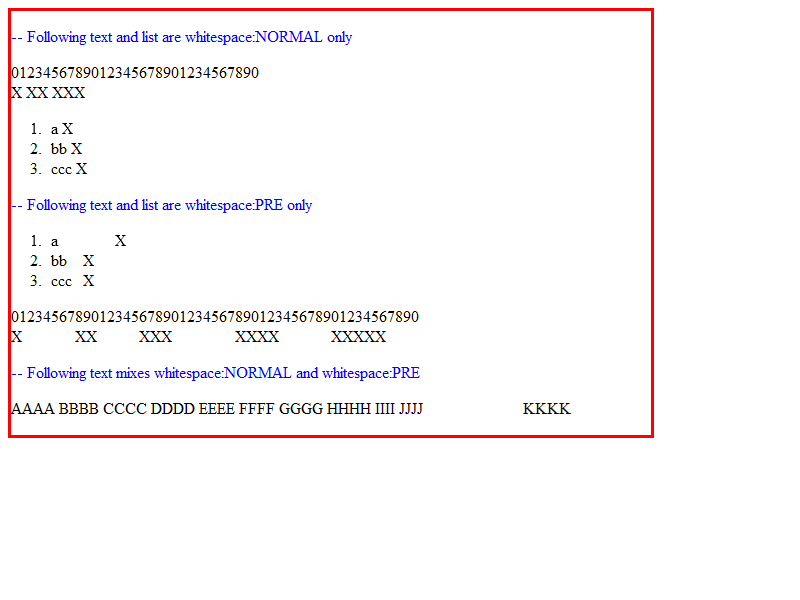 -- Following text and list are whitespace:NORMAL only
0123456789012345678901234567890
X XX XXX
1. a X
2. bb X
3. ccc X
-- Following text and list are whitespace:PRE only
1. a X
2. bb X
3. ccc X
012345678901234567890123456789012345678901234567890
X XX XXX XXXX XXXXX
-- Following text mixes whitespace:NORMAL and whitespace:PRE
AAAA BBBB CCCC DDDD EEEE FFFF GGGG HHHH IIII JJJJ KKKK